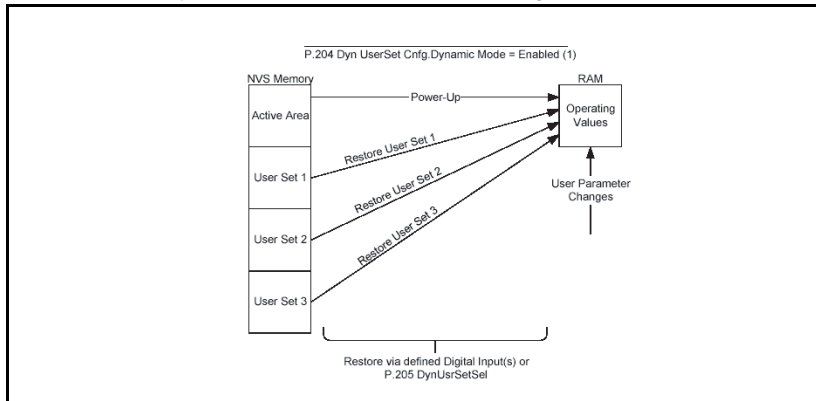 P.204 Dyn UserSet Cnfg.Dynamic Mode = Enabled (1)
NVS Memory
RAM
Active Area
Power-Up
Operating
Values
User Set 1
Restore User Set 1
User Set 2
Restore User Set 2
User Set 3
Restore User Set 3
User Parameter
Changes
Restore via defined Digital Input(s) or
P.205 DynUsrSetSel